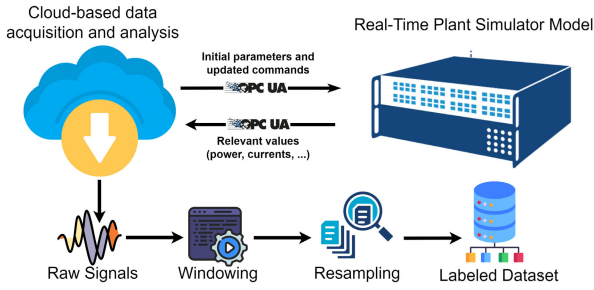 Cloud-based data
acquisition and analysis
Real-Time Plant Simulator Model
Initial parameters and
updated commands
OPC UA
OPC UA
Relevant values
(power, currents, ...)
Raw Signals
Windowing
Resampling
Labeled Dataset